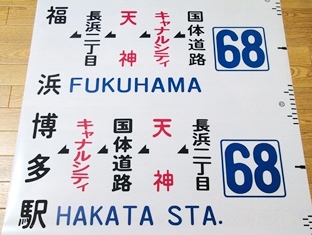 福浜
長浜二丁目
天神
キャナルシティ
国体道路
68
FUKUHAMA
博多駅
キャナルシティ
国体道路
天神
長浜二丁目
68
HAKATA STA.